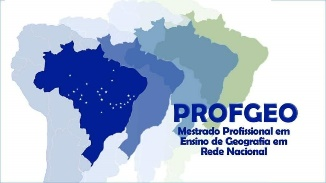 PROFGEO
Mestrado Profissional em
Ensino de Geografia em
Rede Nacional